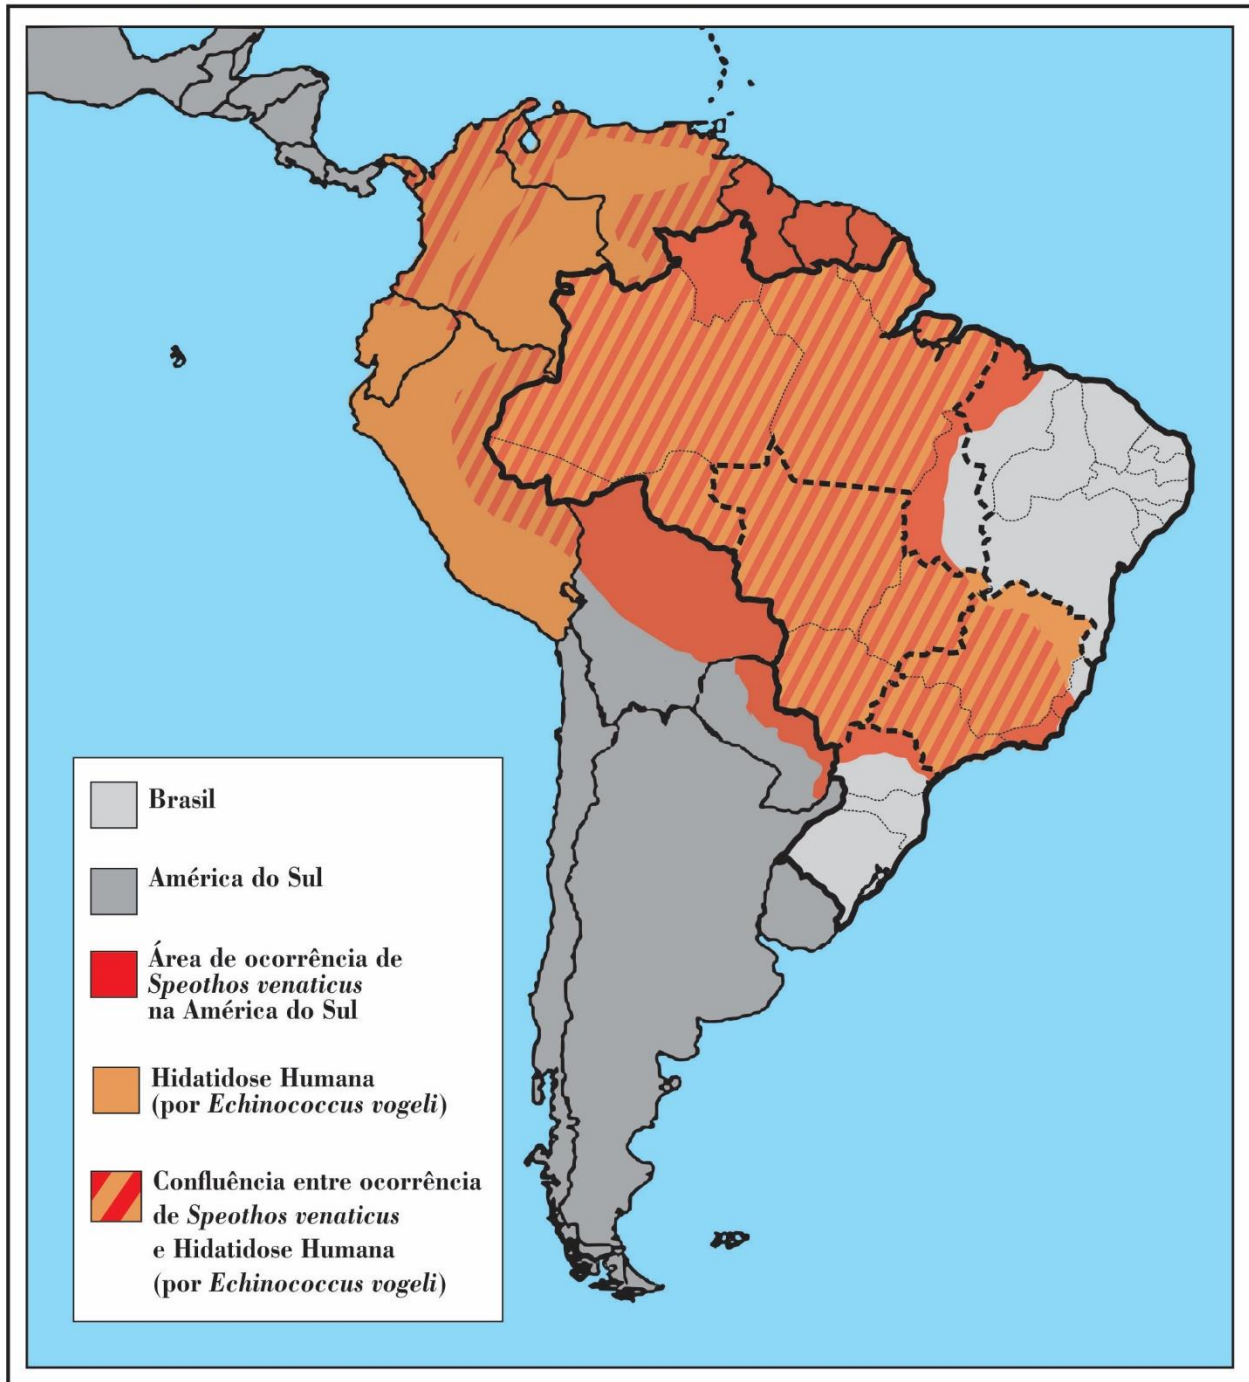 Brasil
América do Sul
Área de ocorrência de
Speothos venaticus
na América do Sul
Hidatidose Humana
(por Echinococcus vogeli)
Confluência entre ocorrência
de Speothos venaticus
e Hidatidose Humana
(por Echinococcus vogeli)